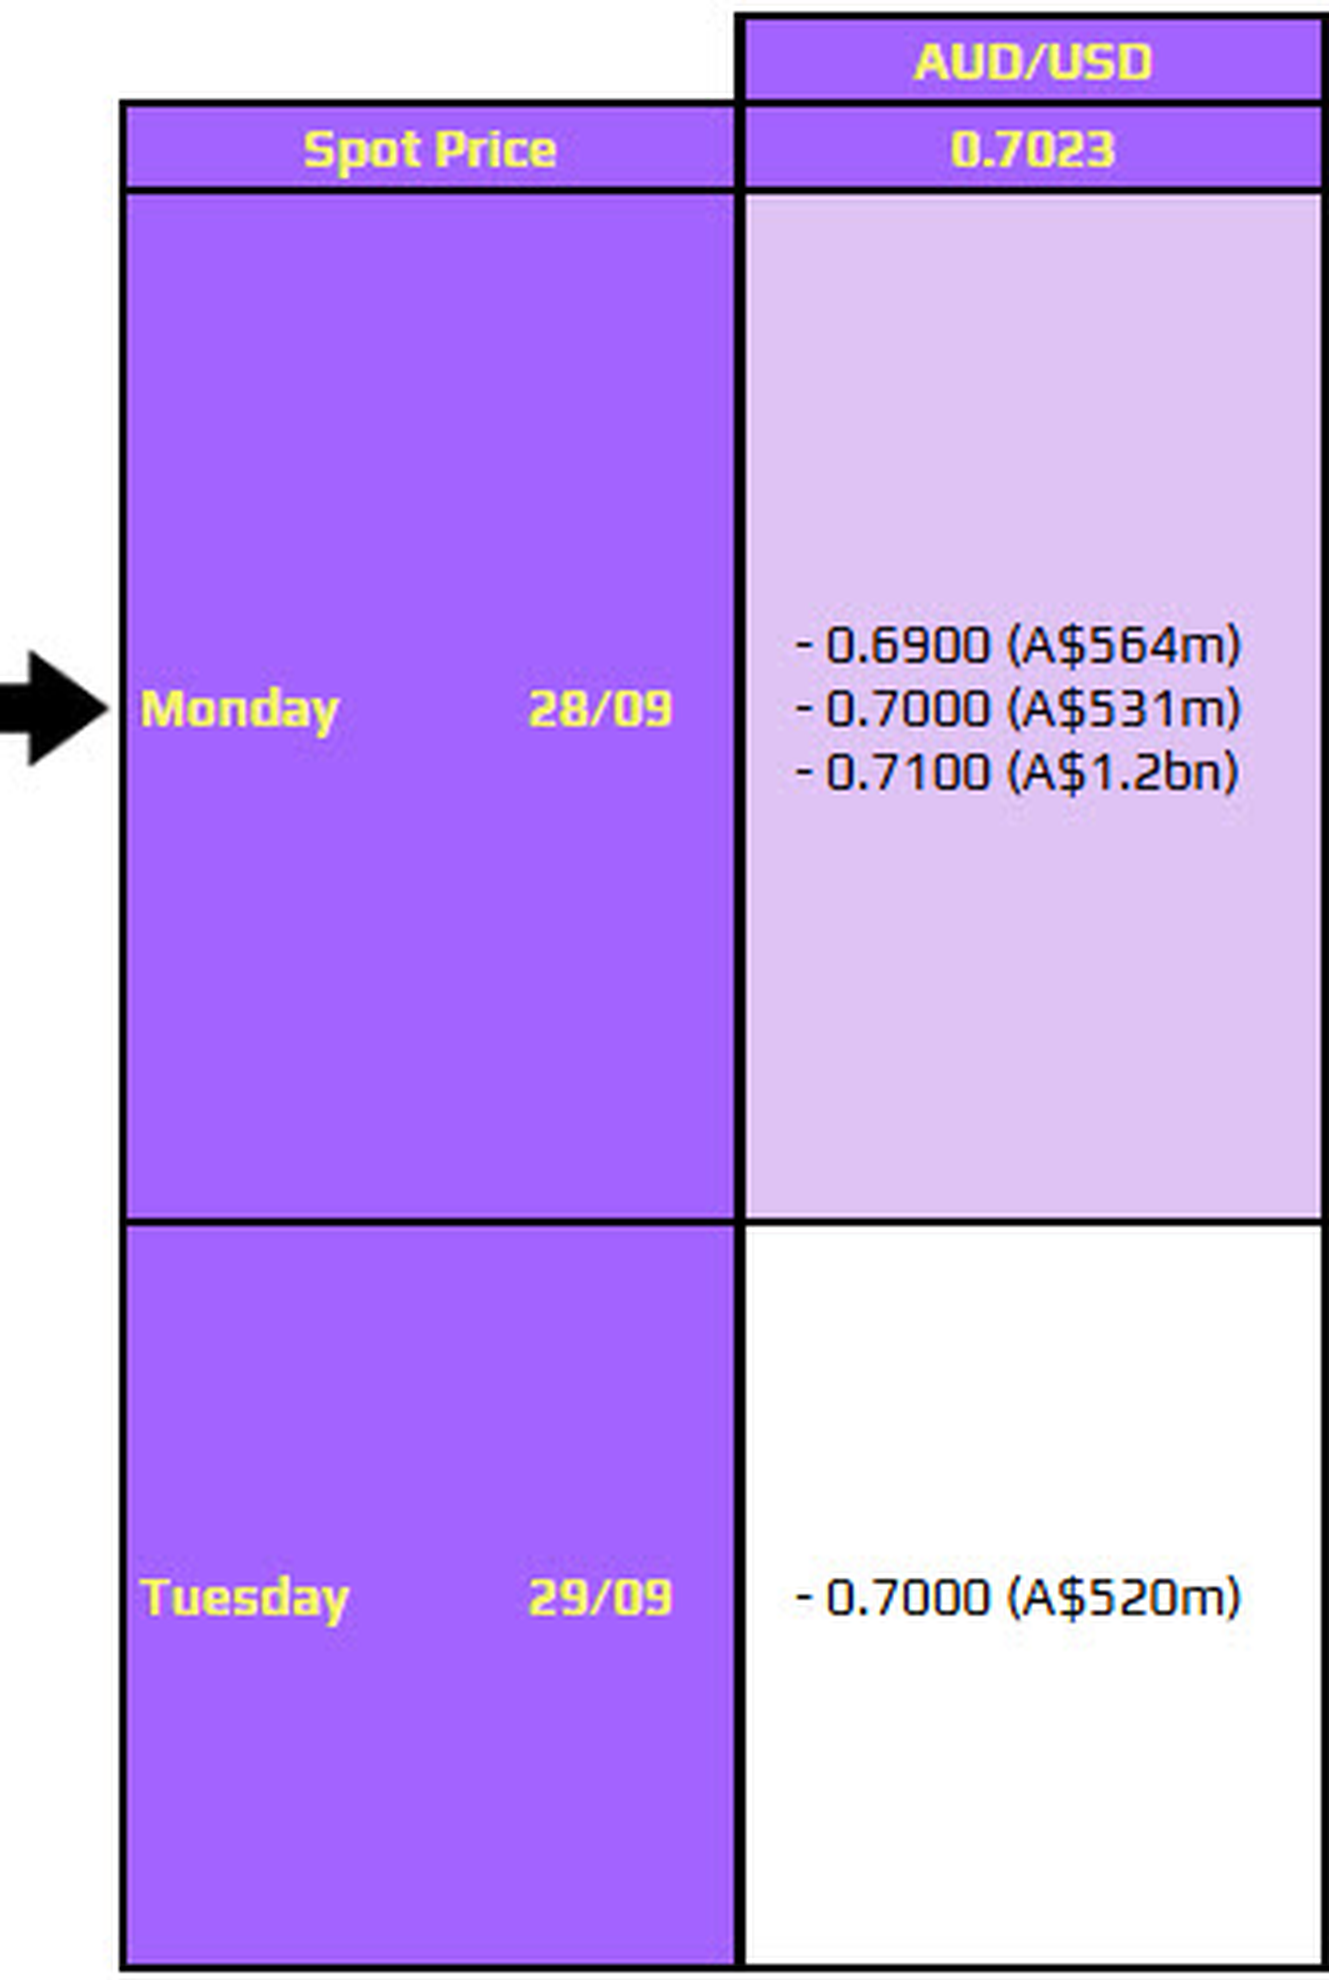 AUD/USD
Spot Price 0.7023
Monday 28/09
- 0.6900 (A$564m)
- 0.7000 (A$531m)
- 0.7100 (A$1.2bn)
Tuesday 29/09
- 0.7000 (A$520m)